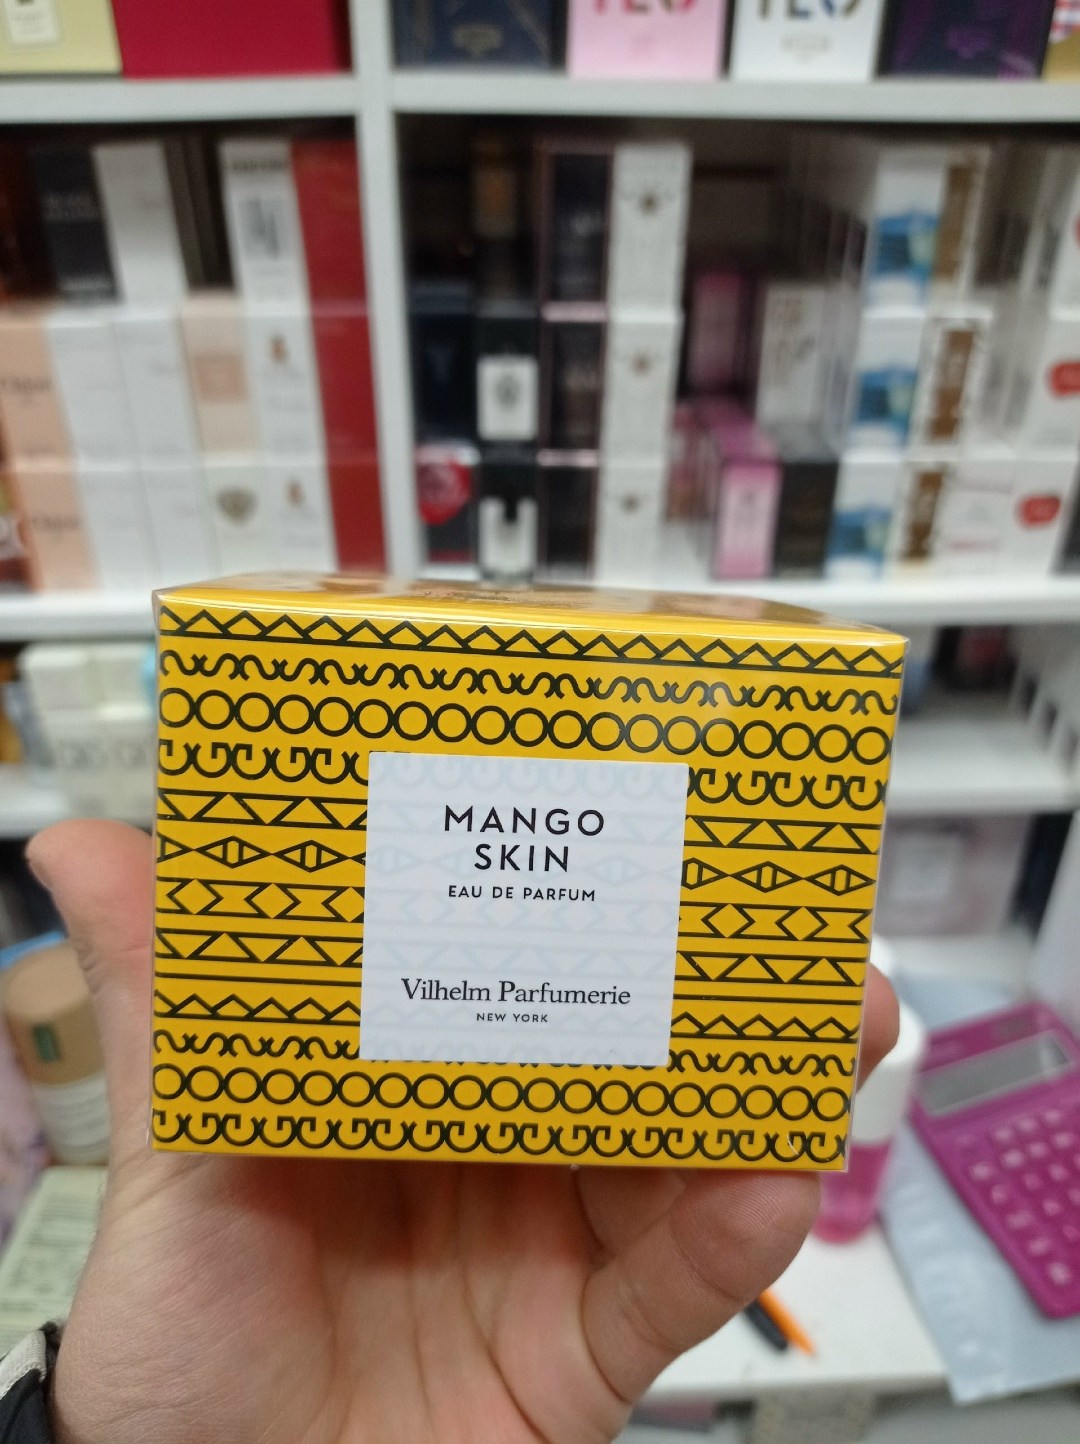 MANGO
SKIN
EAU DE PARFUM
Vilhelm Parfumerie
NEW YORK